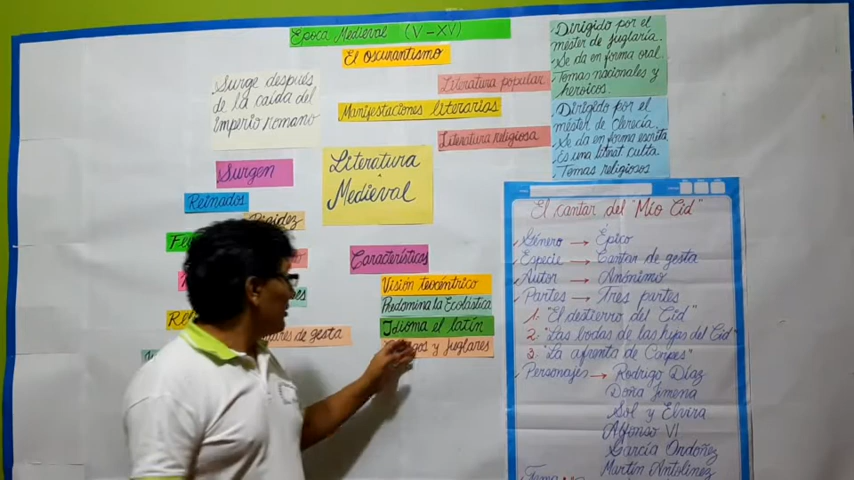 Época Medieval (V-XV)
El Oscurantismo
Surge después
de la caída del
imperio romano
Literatura popular
Manifestaciones literarias
Literatura religiosa
Dirigido por el
mester de juglaría.
Se da en forma oral
Temas nacionales y
heroicos.
Dirigido por el
méster de clerecía.
Se da en forma escrita
Es una literat culta
Temas religiosos
Literatura
Medieval
Surgen
Reinados
Rigidez
Características
Visión teocéntrico
Predomina la Escolástica
Idioma el latín
y juglares
de gesta
El cantar del "Mio Cid"
Género → Épico
Especie → Cantar de gesta
Autor → Anónimo
Partes → Tres partes
1. "El destierro del Cid"
2. "Las bodas de las hijas del Cid"
3. "La afrenta de Corpes"
Personajes → Rodrigo Díaz
Doña Jimena
Sol y Elvira
Alfonso VI
García Ordoñez
Martín Antolinez